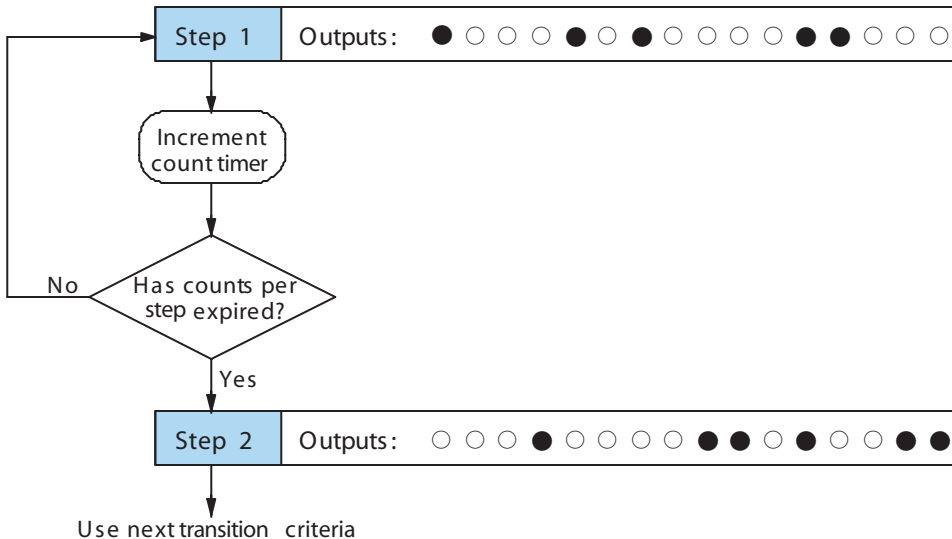 Step 1 Outputs:
Increment
count timer
Has counts per
step expired?
No
Yes
Step 2 Outputs:
Use next transition criteria